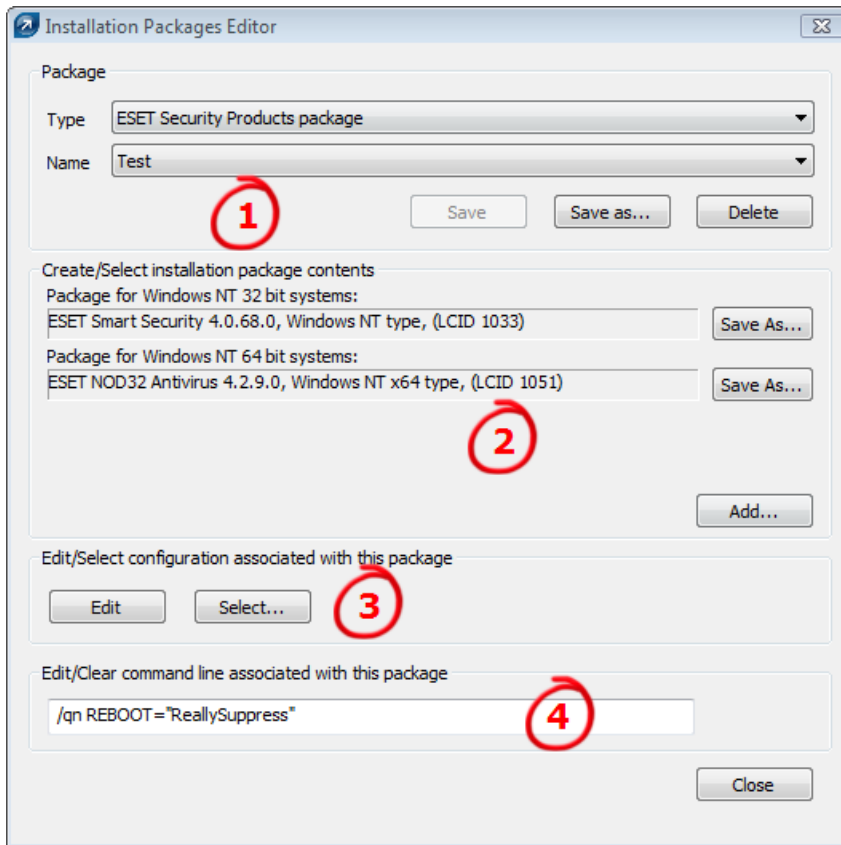 Installation Packages Editor
Package
Type ESET Security Products package
Name Test
1
Save Save as... Delete
Create/Select installation package contents
Package for Windows NT 32 bit systems:
ESET Smart Security 4.0.68.0, Windows NT type, (LCID 1033) Save As...
Package for Windows NT 64 bit systems:
ESET NOD32 Antivirus 4.2.9.0, Windows NT x64 type, (LCID 1051) Save As...
2
Add...
Edit/Select configuration associated with this package
Edit Select... 3
Edit/Clear command line associated with this package
/qn REBOOT="ReallySuppress" 4
Close